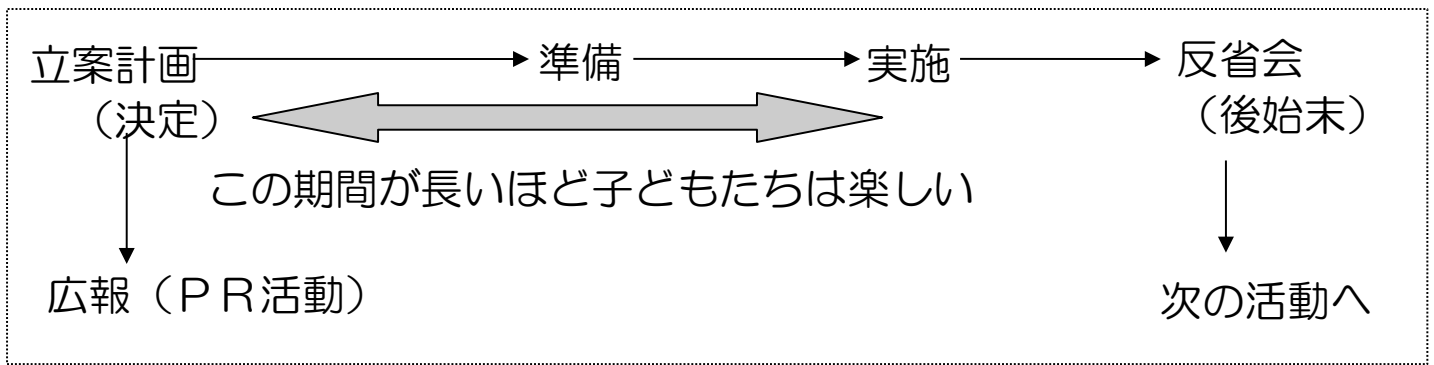 立案計画
準備
実施
反省会
（決定）
（後始末）
この期間が長いほど子どもたちは楽しい
広報（ＰＲ活動）
次の活動へ